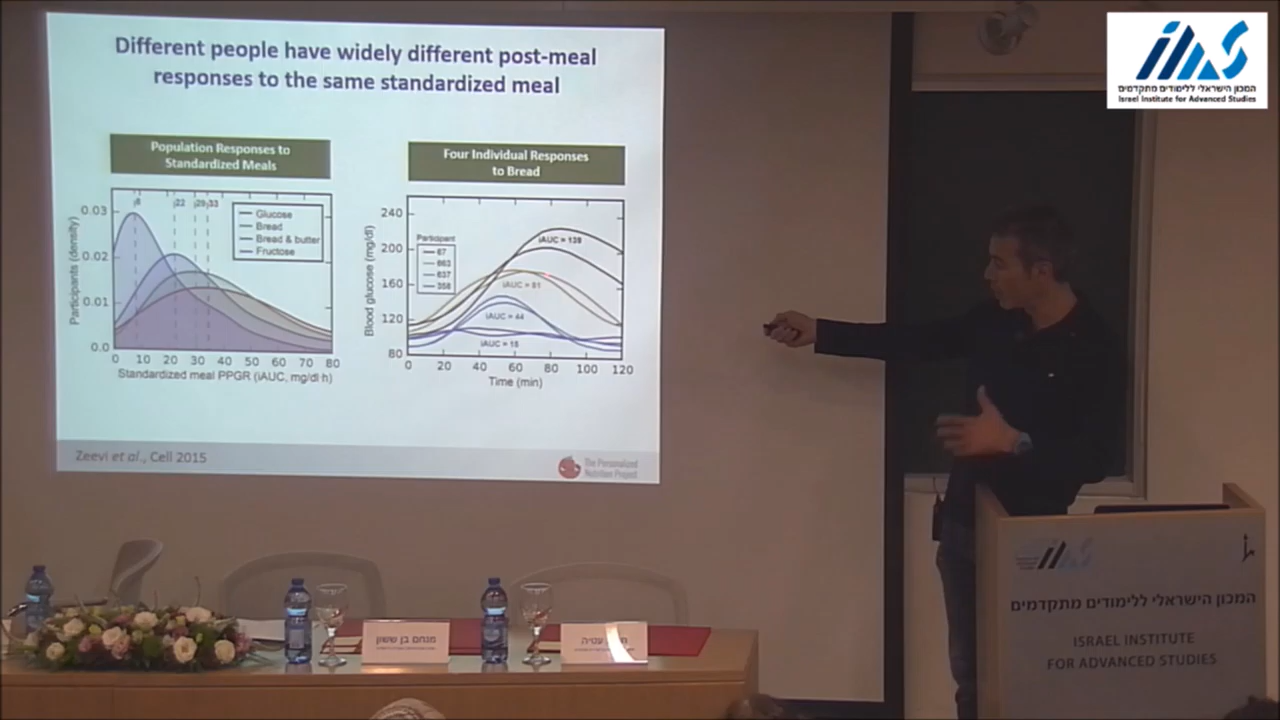 Different people have widely different post-meal
responses to the same standardized meal
Population Responses to
Standardized Meals
Participants (density)
0.03
0.02
0.01
0.0
8
22
29
33
Glucose
Bread
Bread & butter
Fructose
0 10 20 30 40 50 60 70 80
Standardized meal PPGR (iAUC, mg/dl h)
Four Individual Responses
to Bread
Blood glucose (mg/dl)
240
200
160
120
80
Participant
67
663
637
358
iAUC = 139
iAUC = 81
iAUC = 44
iAUC = 15
0 20 40 60 80 100 120
Time (min)
Zeevi et al., Cell 2015
The Personalized
Nutrition Project
המכון הישראלי ללימודים מתקדמים
Israel Institute for Advanced Studies
מנחם בן ששון
עטיה
המכון הישראלי ללימודים מתקדמים
ISRAEL INSTITUTE
FOR ADVANCED STUDIES